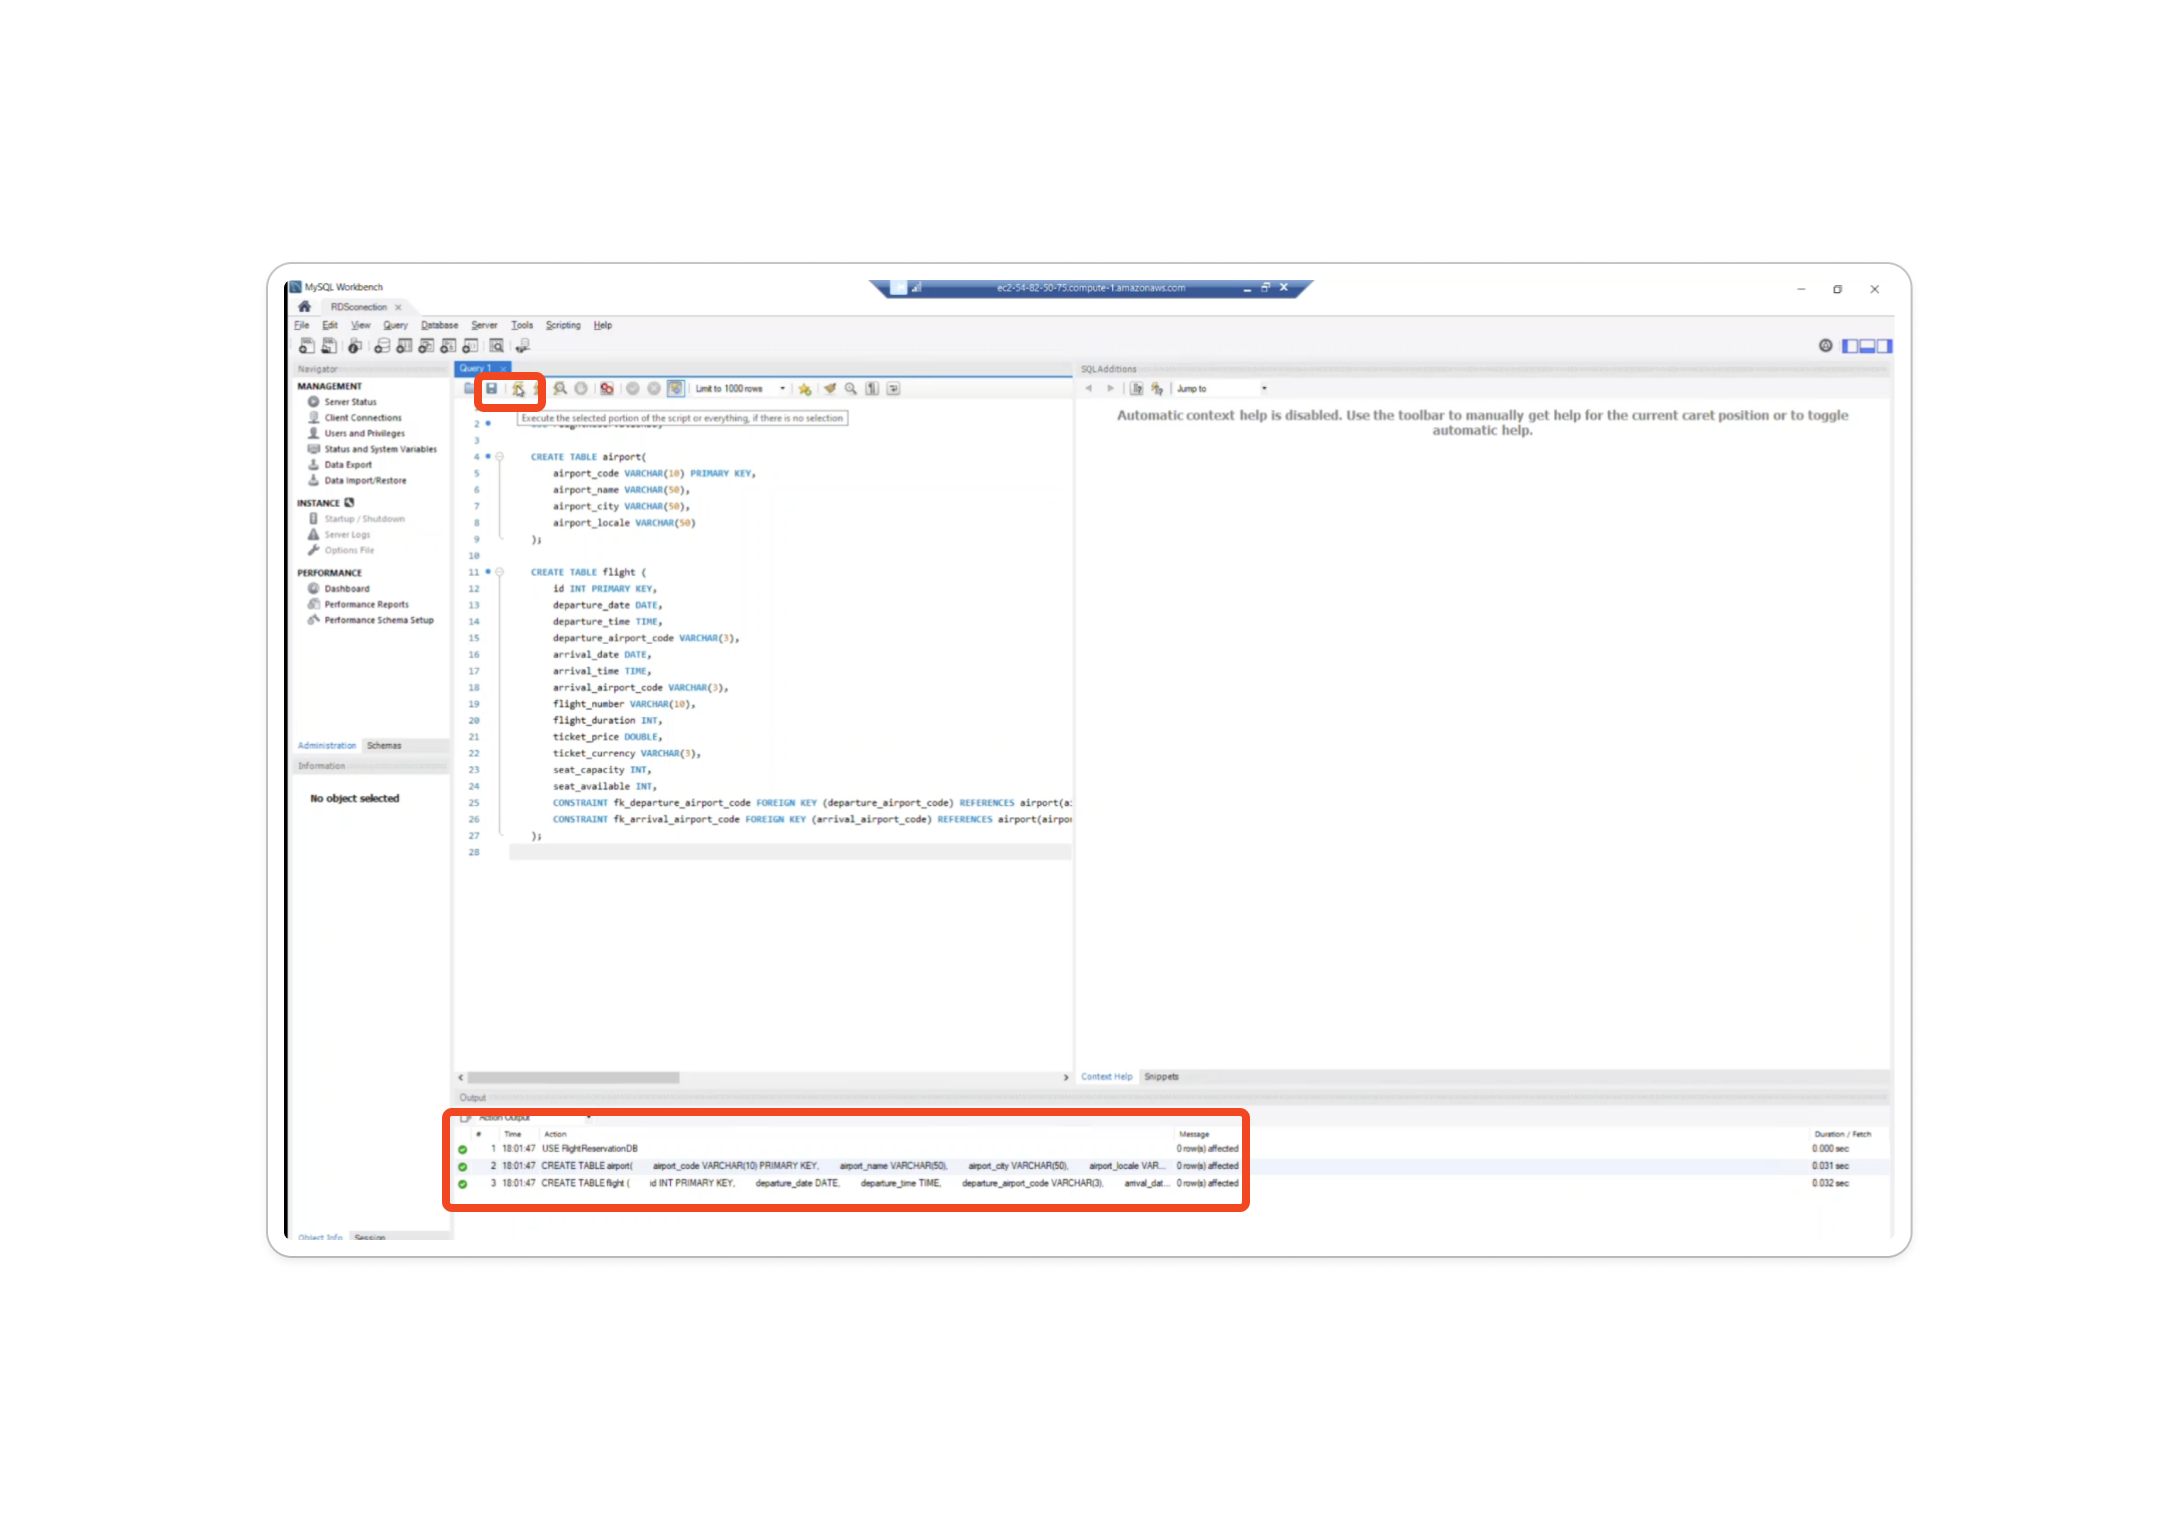 MySQL Workbench
ec2-54-82-50-75.compute-1.amazonaws.com
RDSconection
File Edit View Query Database Server Tools Scripting Help
Navigator
MANAGEMENT
Server Status
Client Connections
Users and Privileges
Status and System Variables
Data Export
Data Import/Restore
INSTANCE
Startup / Shutdown
Server Logs
Options File
PERFORMANCE
Dashboard
Performance Reports
Performance Schema Setup
Administration Schemas
Information
No object selected
Object Info Session
Query 1
Limit to 1000 rows
Execute the selected portion of the script or everything, if there is no selection
2
3
4 CREATE TABLE airport(
5 airport_code VARCHAR(10) PRIMARY KEY,
6 airport_name VARCHAR(50),
7 airport_city VARCHAR(50),
8 airport_locale VARCHAR(50)
9 );
10
11 CREATE TABLE flight (
12 id INT PRIMARY KEY,
13 departure_date DATE,
14 departure_time TIME,
15 departure_airport_code VARCHAR(3),
16 arrival_date DATE,
17 arrival_time TIME,
18 arrival_airport_code VARCHAR(3),
19 flight_number VARCHAR(10),
20 flight_duration INT,
21 ticket_price DOUBLE,
22 ticket_currency VARCHAR(3),
23 seat_capacity INT,
24 seat_available INT,
25 CONSTRAINT fk_departure_airport_code FOREIGN KEY (departure_airport_code) REFERENCES airport(a
26 CONSTRAINT fk_arrival_airport_code FOREIGN KEY (arrival_airport_code) REFERENCES airport(airpo
27 );
28
SQLAdditions
Jump to
Automatic context help is disabled. Use the toolbar to manually get help for the current caret position or to toggle
automatic help.
Context Help Snippets
Output
Action Output
# Time Action Message Duration / Fetch
1 18:01:47 USE FlightReservationDB 0 row(s) affected 0.000 sec
2 18:01:47 CREATE TABLE airport( airport_code VARCHAR(10) PRIMARY KEY, airport_name VARCHAR(50), airport_city VARCHAR(50), airport_locale VAR... 0 row(s) affected 0.031 sec
3 18:01:47 CREATE TABLE flight ( id INT PRIMARY KEY, departure_date DATE, departure_time TIME, departure_airport_code VARCHAR(3), arrival_dat... 0 row(s) affected 0.032 sec